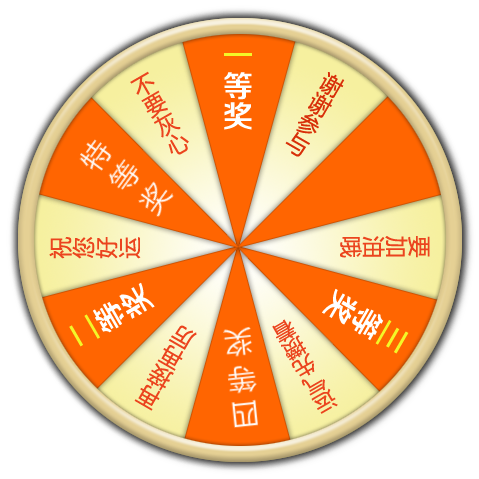 一等奖
谢谢参与
要加油哦
三等奖
运气先攒着
四等奖
再接再厉
二等奖
祝您好运
特等奖
不要灰心